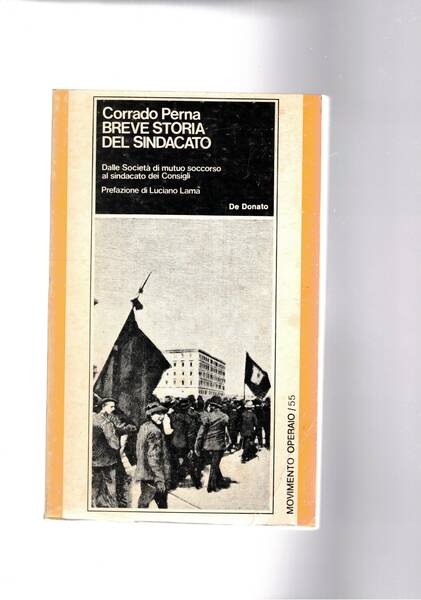 Corrado Perna
BREVE STORIA
DEL SINDACATO
Dalle Società di mutuo soccorso
al sindacato dei Consigli
Prefazione di Luciano Lama
De Donato
MOVIMENTO OPERAIO/55